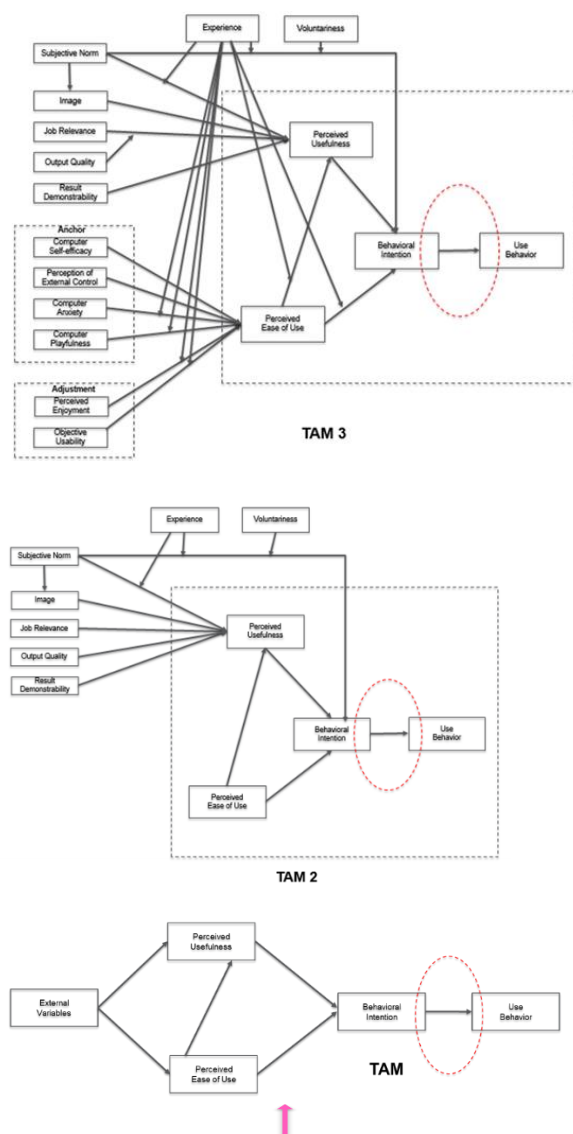 Experience
Voluntariness
Subjective Norm
Image
Job Relevance
Output Quality
Result
Demonstrability
Perceived
Usefulness
Anchor
Computer
Self-efficacy
Perception of
External Control
Computer
Anxiety
Computer
Playfulness
Behavioral
Intention
Use
Behavior
Perceived
Ease of Use
Adjustment
Perceived
Enjoyment
Objective
Usability
TAM 3
Experience
Voluntariness
Subjective Norm
Image
Job Relevance
Output Quality
Result
Demonstrability
Perceived
Usefulness
Behavioral
Intention
Use
Behavior
Perceived
Ease of Use
TAM 2
Perceived
Usefulness
External
Variables
Behavioral
Intention
Use
Behavior
Perceived
Ease of Use
TAM